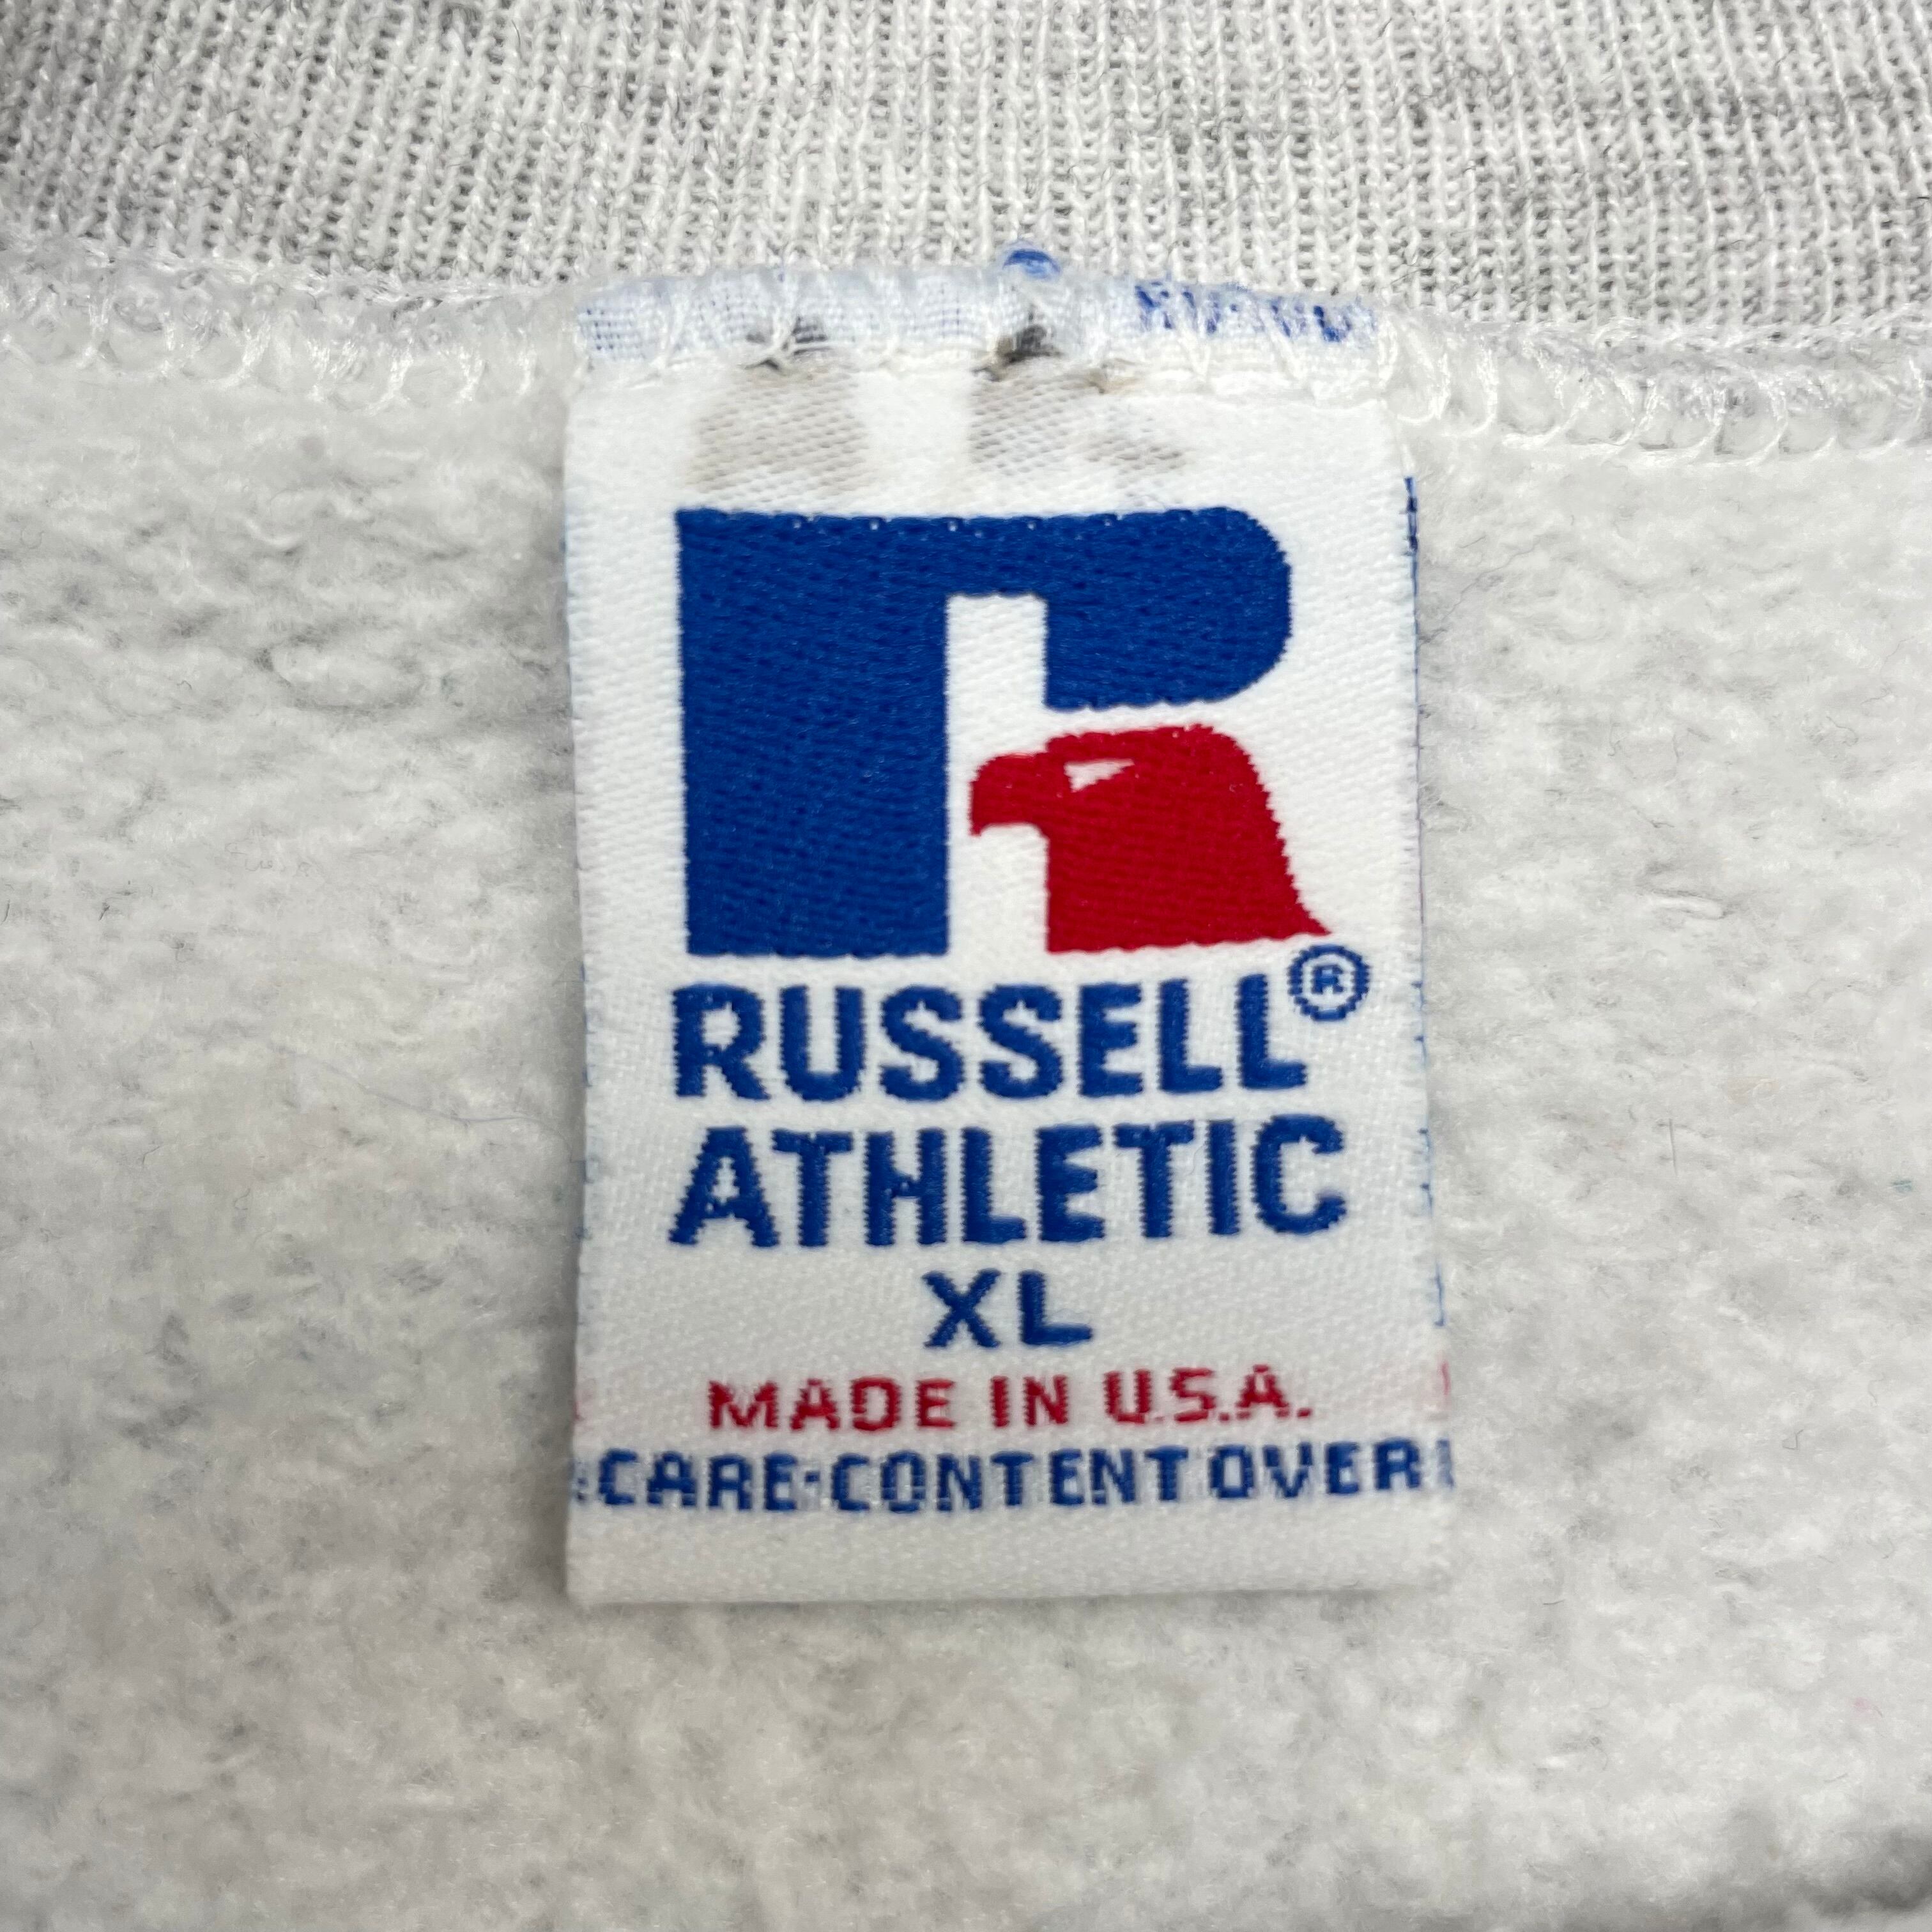 RUSSELL®
ATHLETIC
XL
MADE IN U.S.A.
CARE-CONTENT OVER